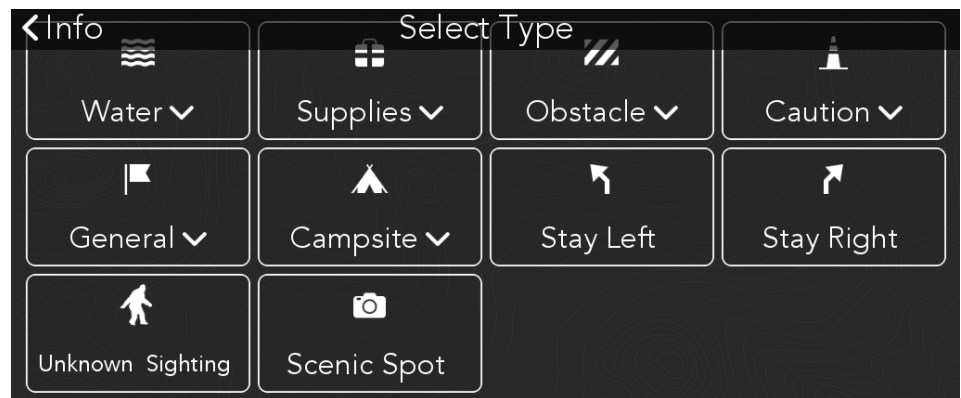 Info
Select Type
Water
Supplies
Obstacle
Caution
General
Campsite
Stay Left
Stay Right
Unknown Sighting
Scenic Spot